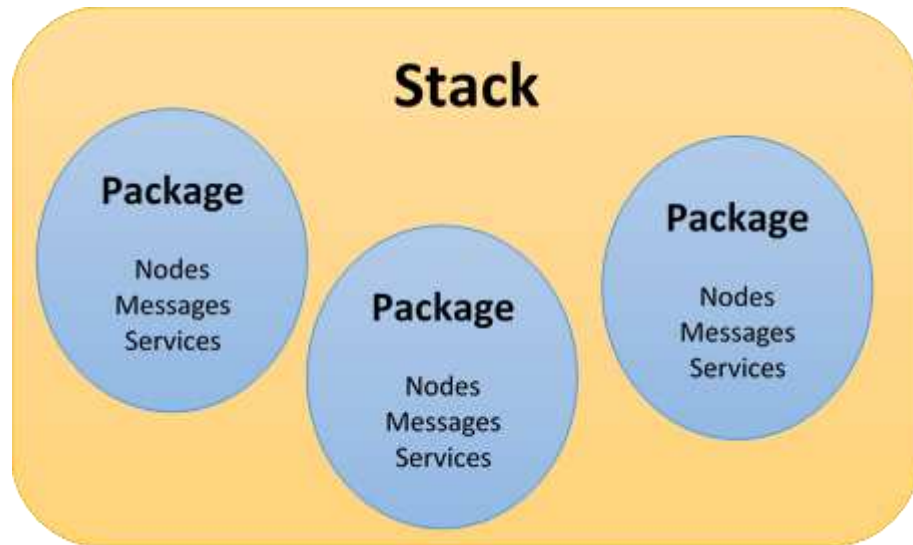 Stack
Package
Nodes
Messages
Services
Package
Nodes
Messages
Services
Package
Nodes
Messages
Services